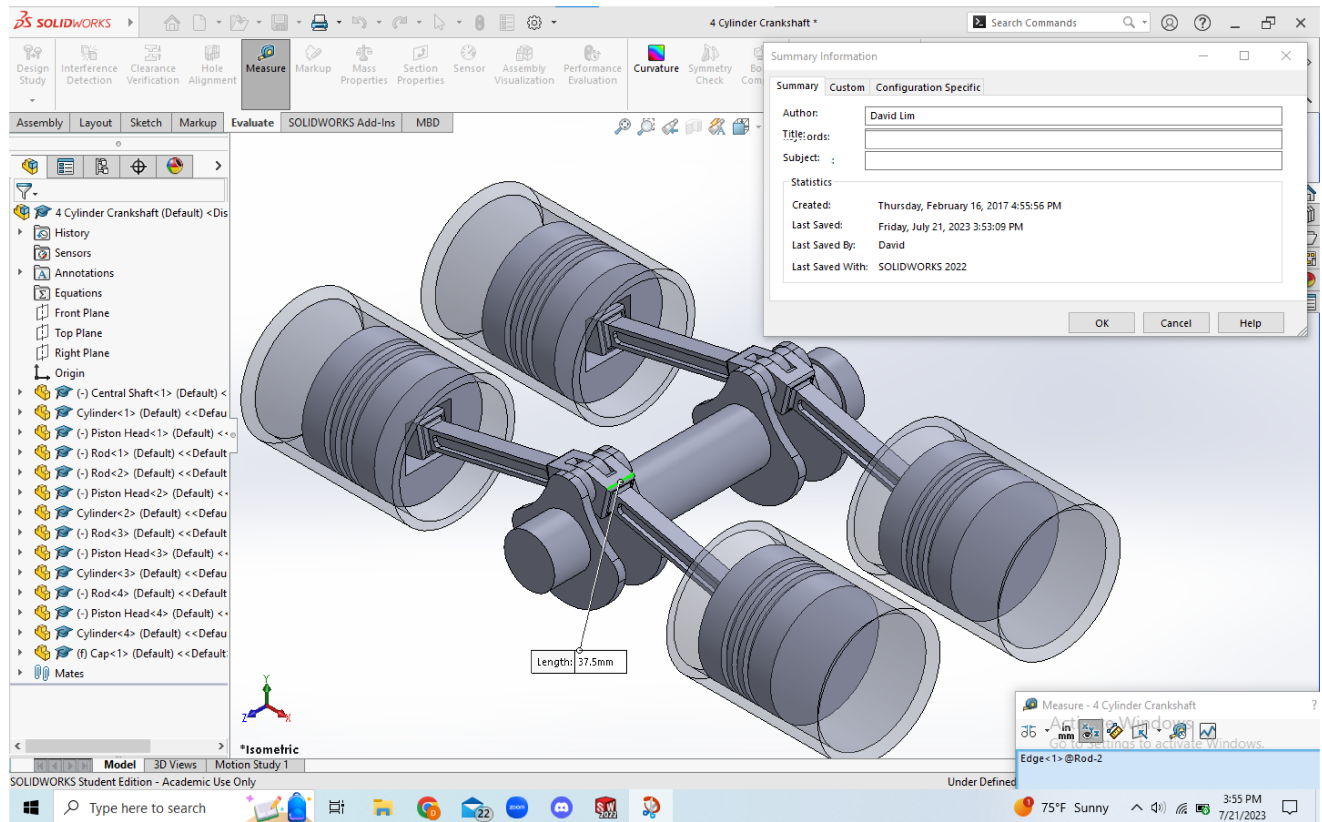 SOLIDWORKS
4 Cylinder Crankshaft *
Search Commands
Design Study
Interference Detection
Clearance Verification
Hole Alignment
Measure
Markup
Mass Properties
Section Properties
Sensor
Assembly Visualization
Performance Evaluation
Curvature
Symmetry Check
Assembly
Layout
Sketch
Markup
Evaluate
SOLIDWORKS Add-Ins
MBD
Summary Information
Summary
Custom
Configuration Specific
Author:
David Lim
Title:
Subject:
Statistics
Created:
Thursday, February 16, 2017 4:55:56 PM
Last Saved:
Friday, July 21, 2023 3:53:09 PM
Last Saved By:
David
Last Saved With:
SOLIDWORKS 2022
OK
Cancel
Help
4 Cylinder Crankshaft (Default) <Dis
History
Sensors
Annotations
Equations
Front Plane
Top Plane
Right Plane
Origin
(-) Central Shaft<1> (Default) <
Cylinder<1> (Default) <<Defau
(-) Piston Head<1> (Default) <<
(-) Rod<1> (Default) <<Default
(-) Rod<2> (Default) <<Default
(-) Piston Head<2> (Default) <<
Cylinder<2> (Default) <<Defau
(-) Rod<3> (Default) <<Default
(-) Piston Head<3> (Default) <<
Cylinder<3> (Default) <<Defau
(-) Rod<4> (Default) <<Default
(-) Piston Head<4> (Default) <<
Cylinder<4> (Default) <<Defau
(f) Cap<1> (Default) <<Default
Mates
Length: 37.5mm
Y
Z
X
*Isometric
Model
3D Views
Motion Study 1
SOLIDWORKS Student Edition - Academic Use Only
Under Defined
Measure - 4 Cylinder Crankshaft
in
mm
Activate Windows
Go to Settings to activate Windows.
Edge<1>@Rod-2
Type here to search
22
zoom
SW
2022
1
75°F Sunny
3:55 PM
7/21/2023